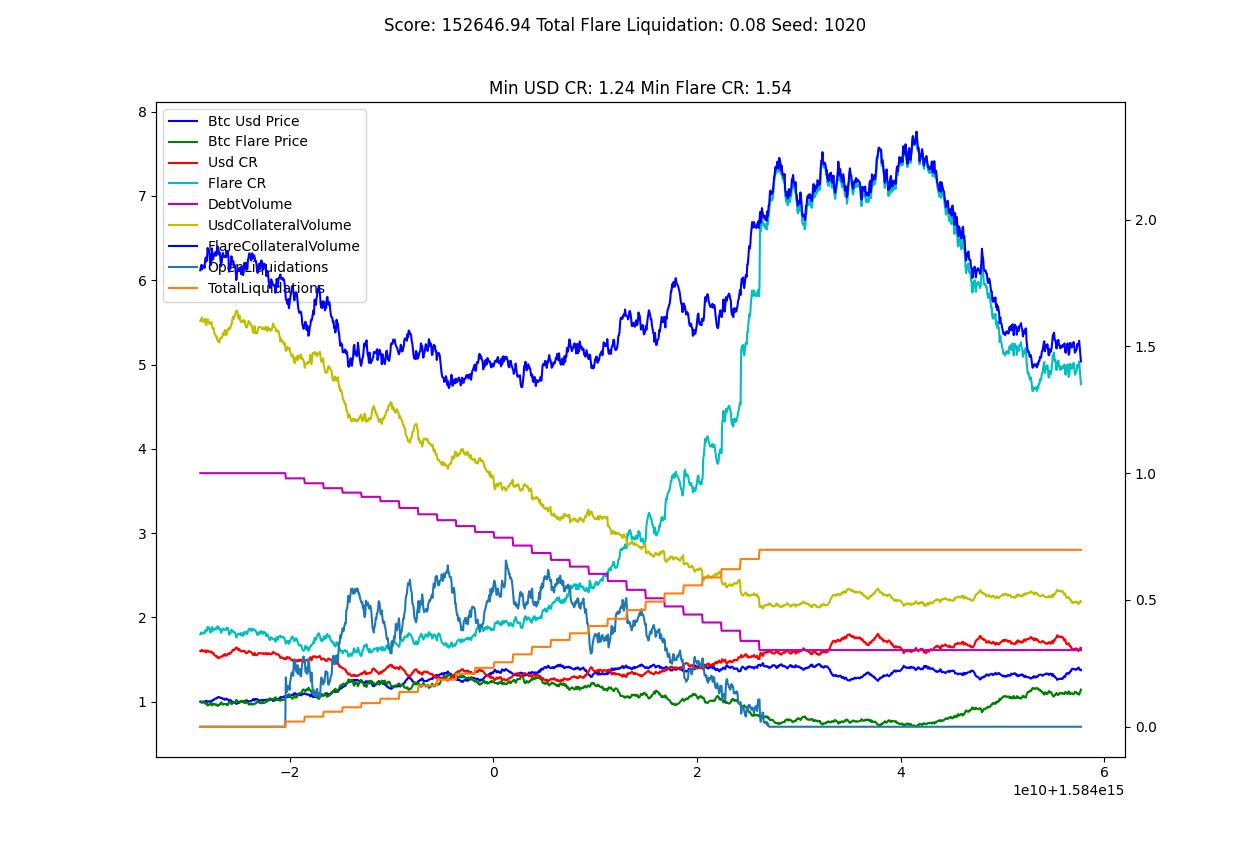 Score: 152646.94 Total Flare Liquidation: 0.08 Seed: 1020
Min USD CR: 1.24 Min Flare CR: 1.54
Btc Usd Price
Btc Flare Price
Usd CR
Flare CR
DebtVolume
UsdCollateralVolume
FlareCollateralVolume
OpenLiquidations
TotalLiquidations
8
7
6
5
4
3
2
1
2.0
1.5
1.0
0.5
0.0
−2
0
2
4
6
1e10+1.584e15